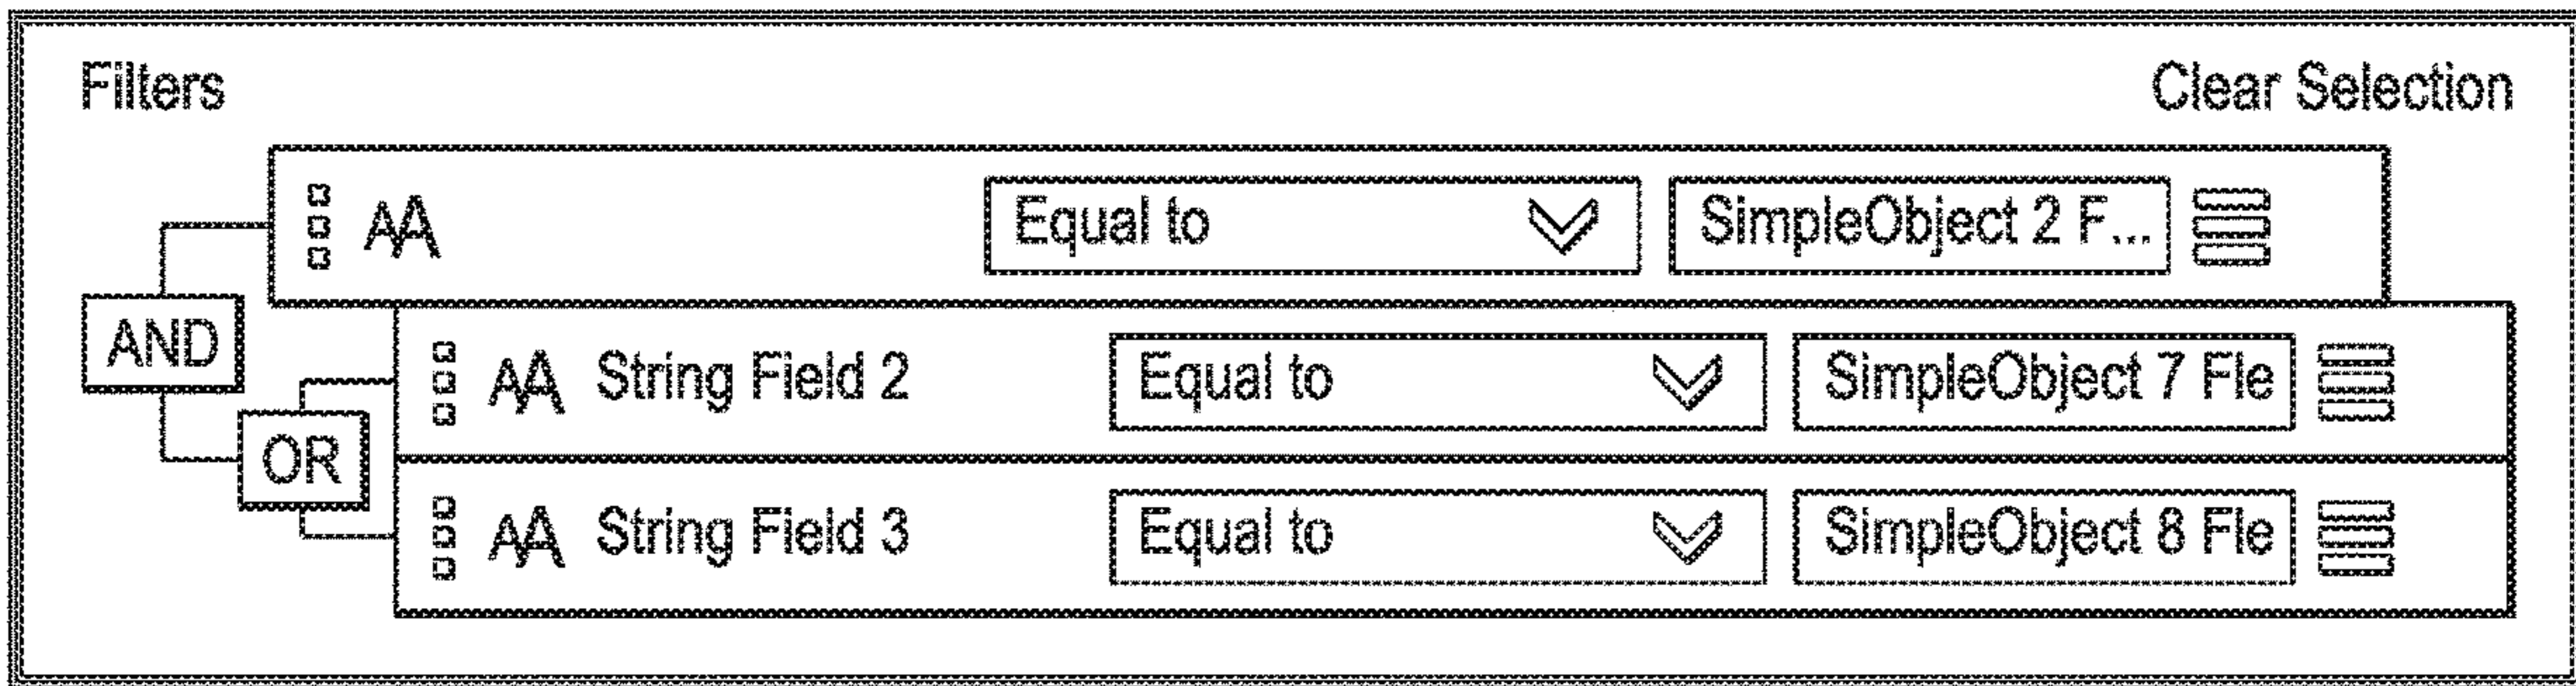 Filters Clear Selection
AA Equal to SimpleObject 2 F...
AND
AA String Field 2 Equal to SimpleObject 7 Fle
OR
AA String Field 3 Equal to SimpleObject 8 Fle